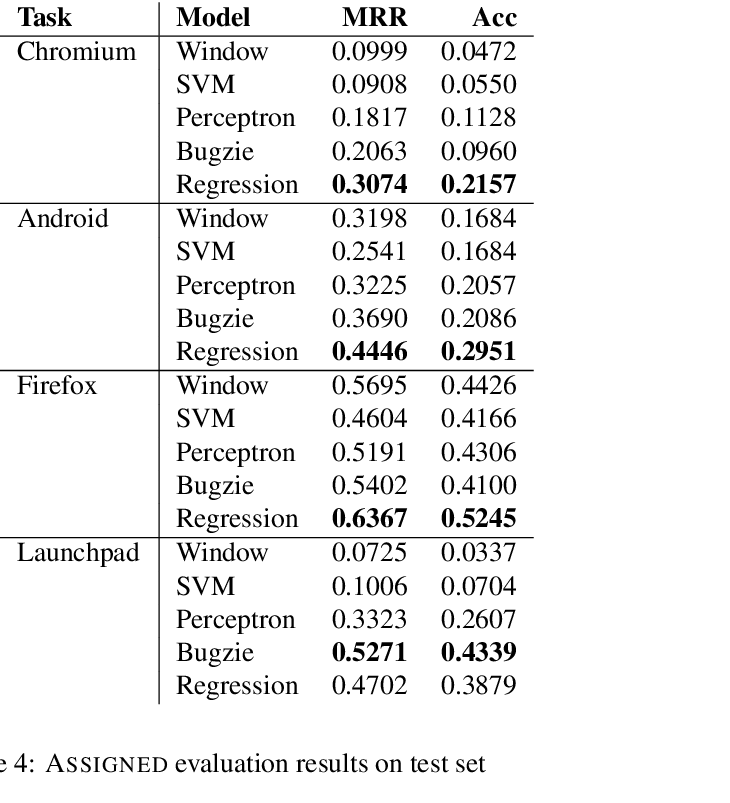 Task Model MRR Acc
Chromium Window 0.0999 0.0472
SVM 0.0908 0.0550
Perceptron 0.1817 0.1128
Bugzie 0.2063 0.0960
Regression 0.3074 0.2157
Android Window 0.3198 0.1684
SVM 0.2541 0.1684
Perceptron 0.3225 0.2057
Bugzie 0.3690 0.2086
Regression 0.4446 0.2951
Firefox Window 0.5695 0.4426
SVM 0.4604 0.4166
Perceptron 0.5191 0.4306
Bugzie 0.5402 0.4100
Regression 0.6367 0.5245
Launchpad Window 0.0725 0.0337
SVM 0.1006 0.0704
Perceptron 0.3323 0.2607
Bugzie 0.5271 0.4339
Regression 0.4702 0.3879
e 4: ASSIGNED evaluation results on test set